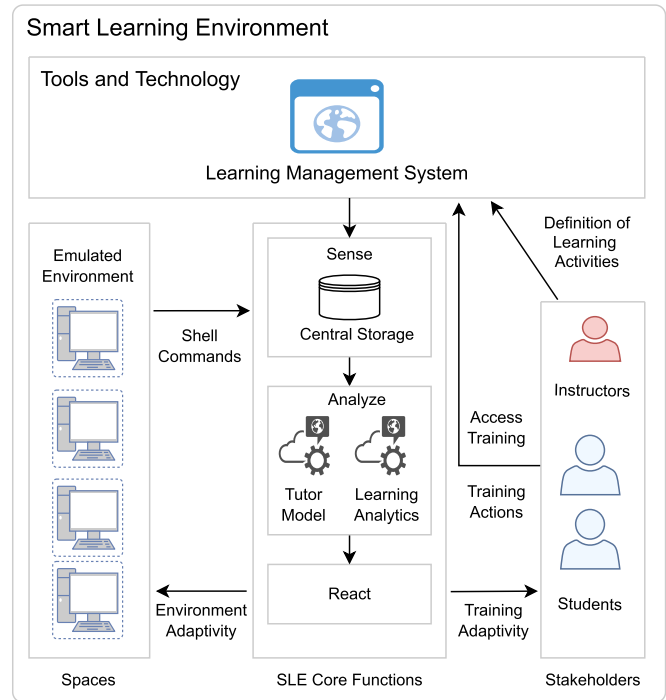 Smart Learning Environment
Tools and Technology
Learning Management System
Emulated
Environment
Shell
Commands
Sense
Central Storage
Analyze
Tutor
Model
Learning
Analytics
React
Environment
Adaptivity
Training
Adaptivity
Definition of
Learning
Activities
Instructors
Access
Training
Training
Actions
Students
Spaces
SLE Core Functions
Stakeholders